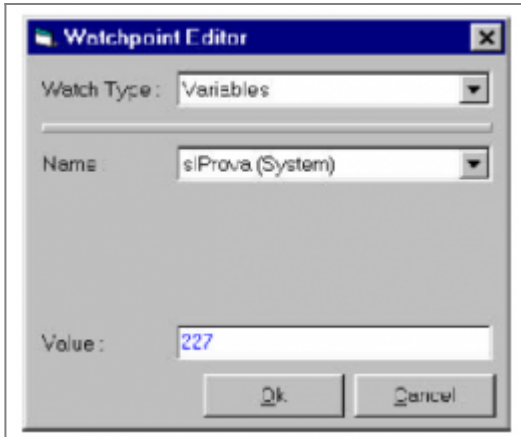 Watchpoint Editor
Watch Type : Variables
Name : slProva (System)
Value : 227
Ok Cancel